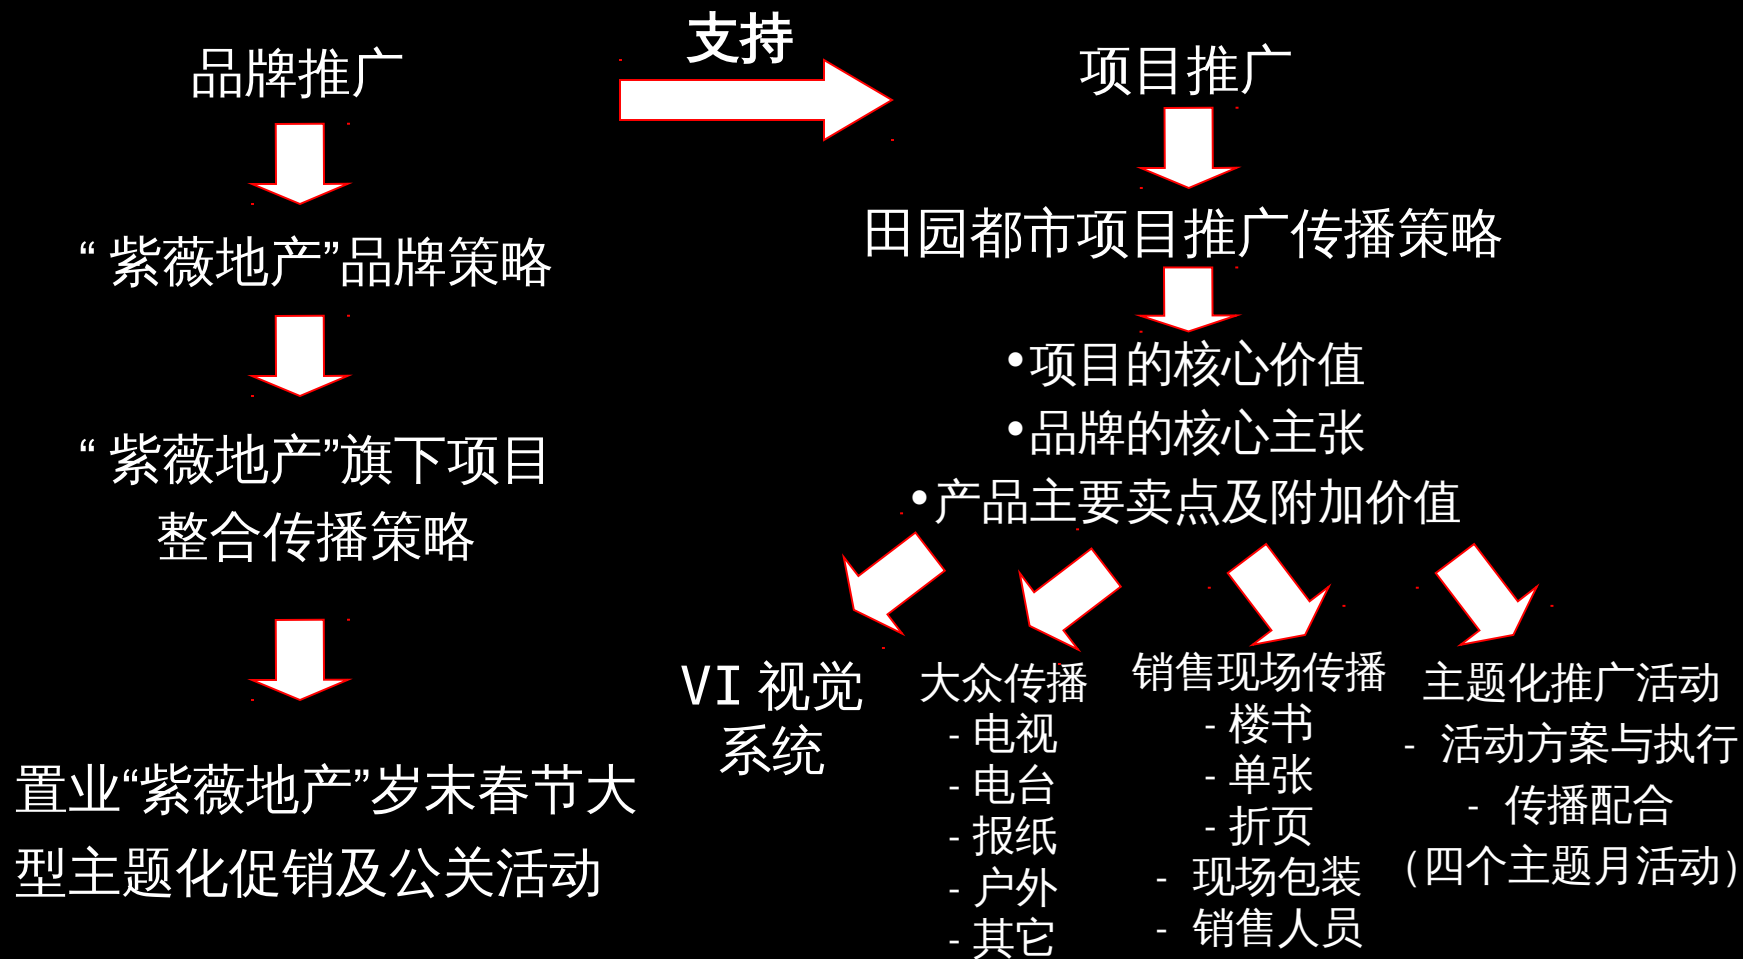 支持
品牌推广
“紫薇地产”品牌策略
“紫薇地产”旗下项目
整合传播策略
置业“紫薇地产”岁末春节大
型主题化促销及公关活动
项目推广
田园都市项目推广传播策略
•项目的核心价值
•品牌的核心主张
•产品主要卖点及附加价值
VI 视觉
系统
大众传播
- 电视
- 电台
- 报纸
- 户外
- 其它
销售现场传播
- 楼书
- 单张
- 折页
- 现场包装
- 销售人员
主题化推广活动
- 活动方案与执行
- 传播配合
（四个主题月活动）